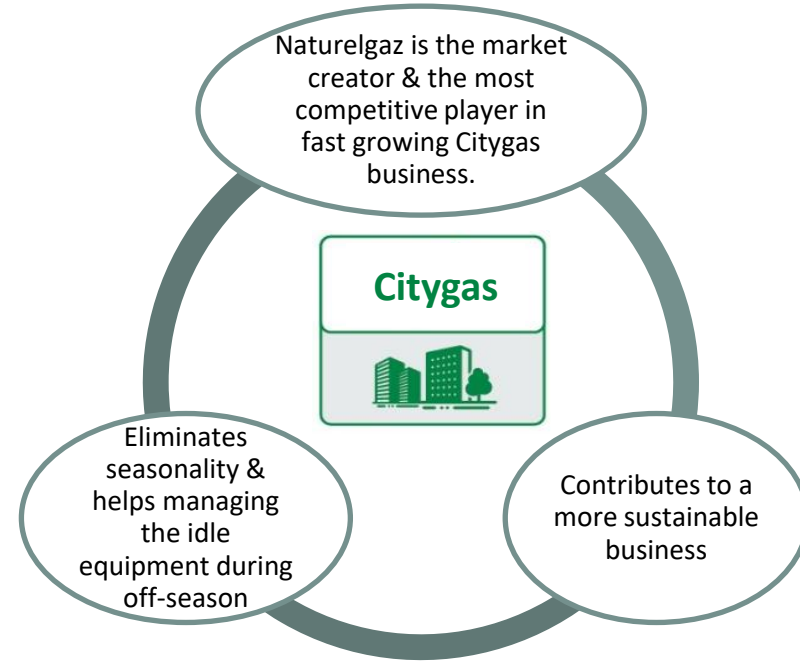 Naturelgaz is the market
creator & the most
competitive player in
fast growing Citygas
business.
Citygas
Eliminates
seasonality &
helps managing
the idle
equipment during
off-season
Contributes to a
more sustainable
business